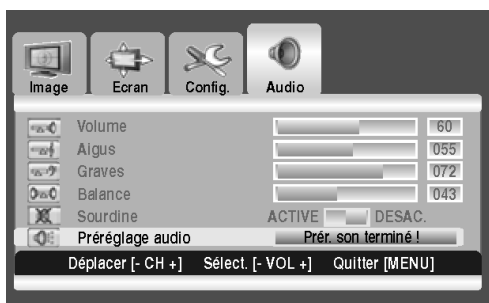 Image Ecran Config. Audio
Volume 60
Aigus 055
Graves 072
Balance 043
Sourdine ACTIVE DESAC.
Préréglage audio Prér. son terminé !
Déplacer [- CH +] Sélect. [- VOL +] Quitter [MENU]